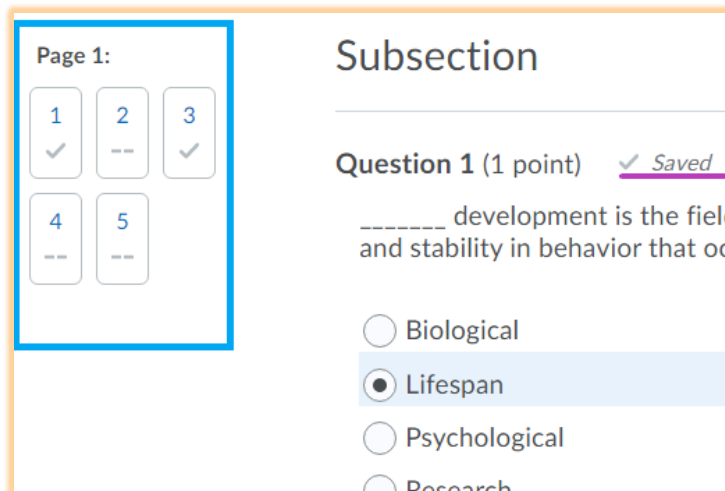 Page 1:
1 2 3
-- 
4 5
-- --
Subsection
Question 1 (1 point) Saved
_______ development is the fiel
and stability in behavior that oc
Biological
Lifespan
Psychological
Research